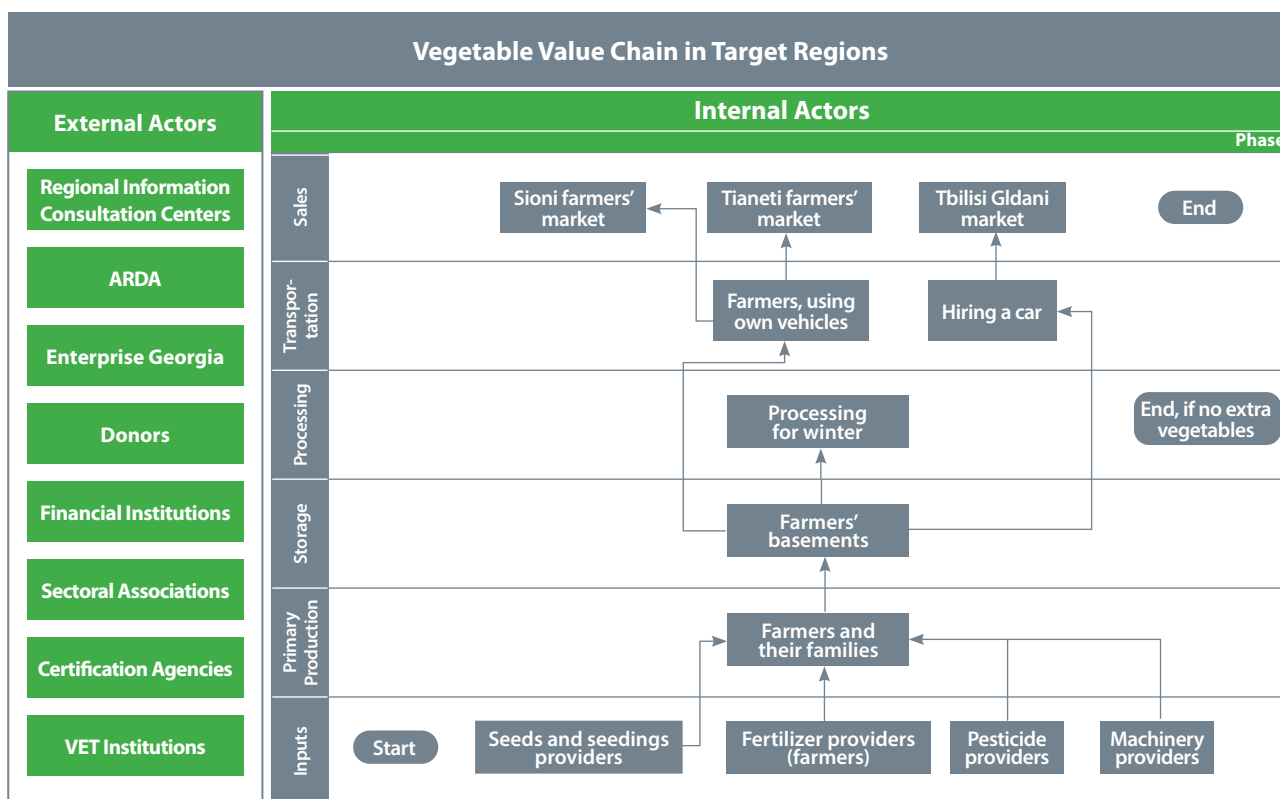 Vegetable Value Chain in Target Regions
External Actors
Regional Information
Consultation Centers
ARDA
Enterprise Georgia
Donors
Financial Institutions
Sectoral Associations
Certification Agencies
VET Institutions
Internal Actors
Phase
Sales
Sioni farmers’
market
Tianeti farmers’
market
Tbilisi Gldani
market
End
Transpor-
tation
Farmers, using
own vehicles
Hiring a car
Processing
Processing
for winter
End, if no extra
vegetables
Storage
Farmers’
basements
Primary
Production
Farmers and
their families
Inputs
Start
Seeds and seedings
providers
Fertilizer providers
(farmers)
Pesticide
providers
Machinery
providers